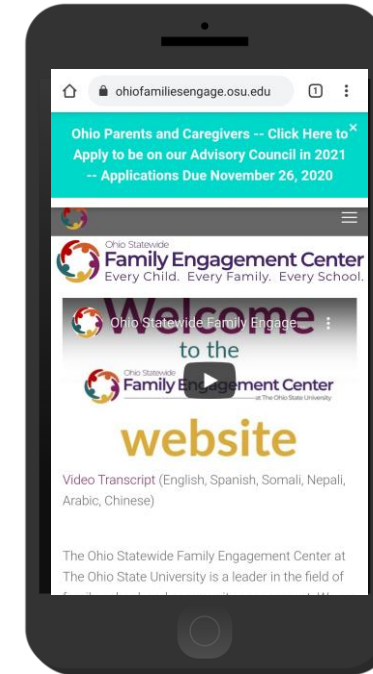 ohiofamiliesengage.osu.edu 1
Ohio Parents and Caregivers -- Click Here to ×
Apply to be on our Advisory Council in 2021
-- Applications Due November 26, 2020
Ohio Statewide
Family Engagement Center
Every Child. Every Family. Every School.
Welcome
Ohio Statewide Family Engage...
to the
Ohio Statewide
Family Engagement Center
at The Ohio State University
website
Video Transcript (English, Spanish, Somali, Nepali,
Arabic, Chinese)
The Ohio Statewide Family Engagement Center at
The Ohio State University is a leader in the field of